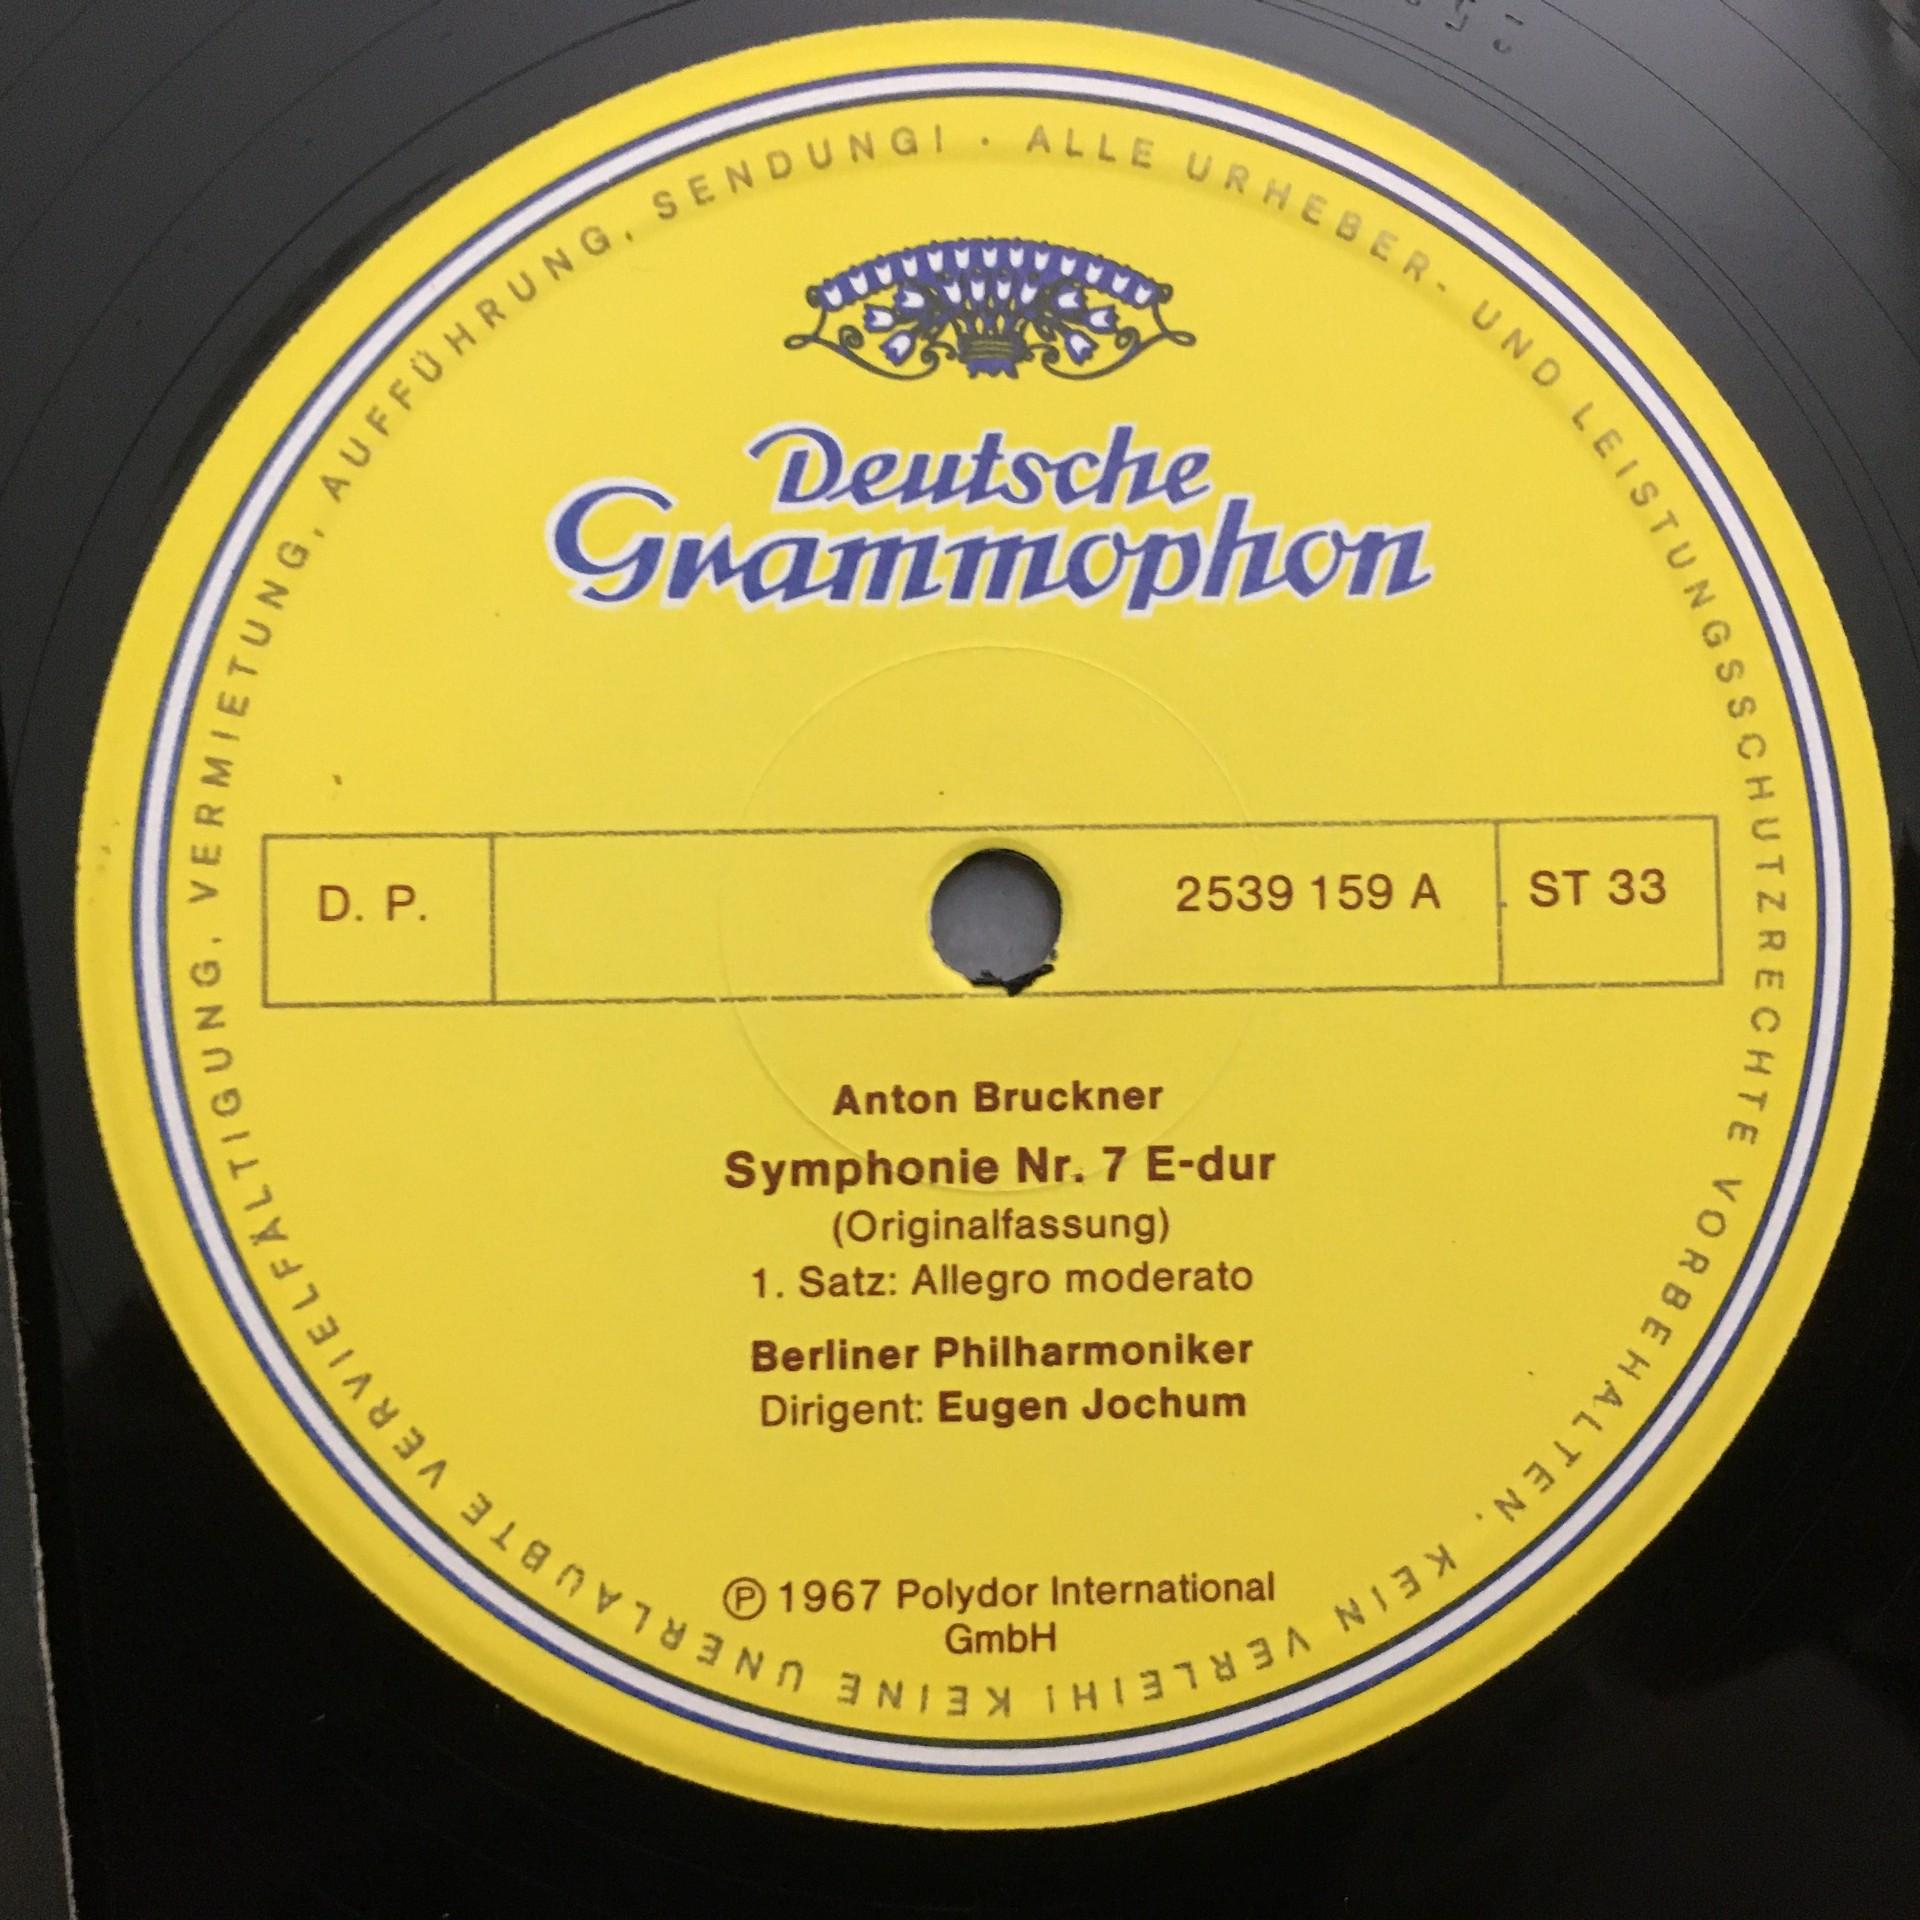 Deutsche
Grammophon
D. P.
2539 159 A
ST 33
Anton Bruckner
Symphonie Nr. 7 E-dur
(Originalfassung)
1. Satz: Allegro moderato
Berliner Philharmoniker
Dirigent: Eugen Jochum
Ⓟ 1967 Polydor International
GmbH
ALLE URHEBER- UND LEISTUNGSSCHUTZRECHTE VORBEHALTEN. KEIN VERLEIH! KEINE UNERLAUBTE VERVIELFÄLTIGUNG, VERMIETUNG, AUFFÜHRUNG, SENDUNG! ·